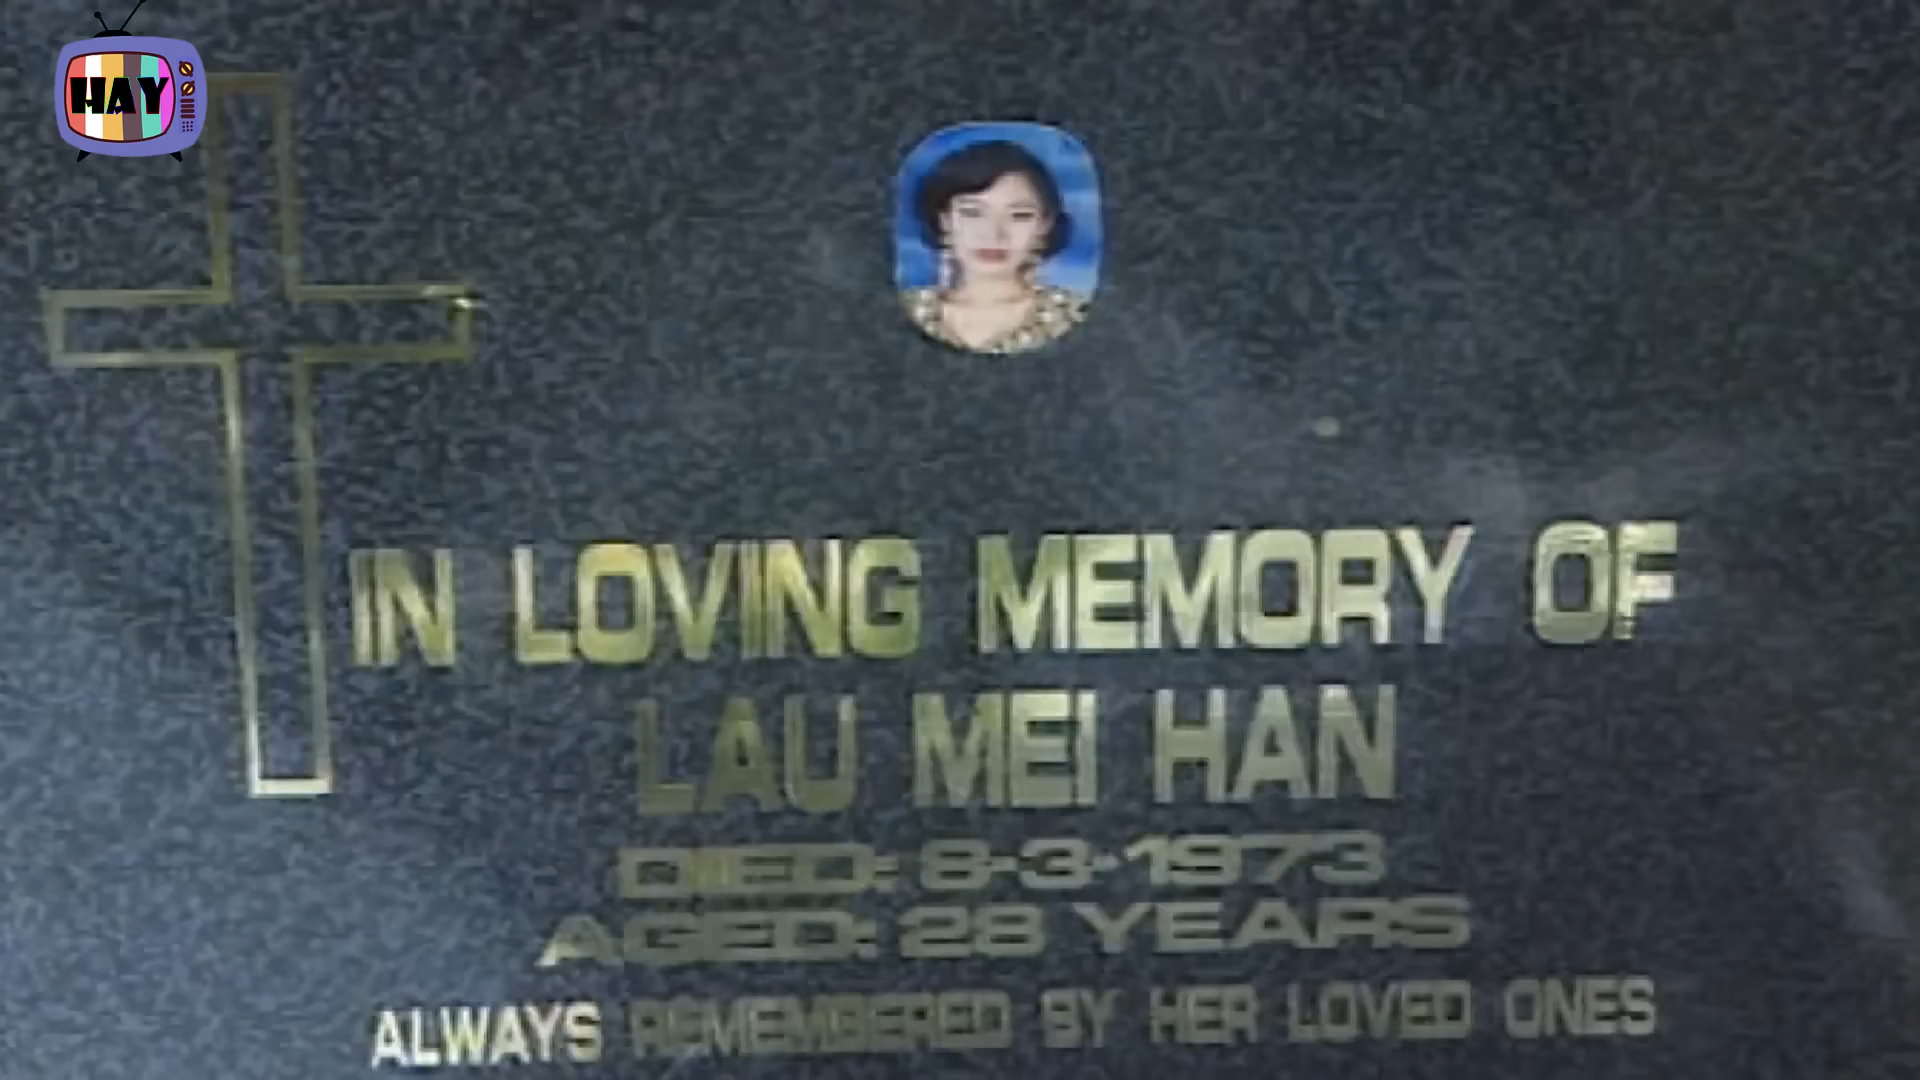 HAY
IN LOVING MEMORY OF
LAU MEI HAN
DIED: 8-3-1973
AGED: 28 YEARS
ALWAYS REMEMBERED BY HER LOVED ONES